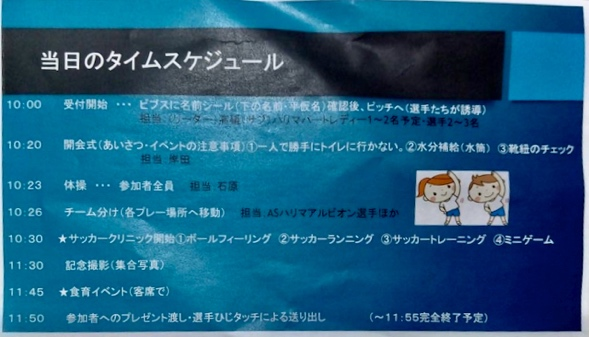 当日のタイムスケジュール
10:00 受付開始 ··· ビブスに名前シール(下の名前・平仮名)確認後、ピッチへ(選手たちが誘導)
担当:(リーダー) (サブ)ハリマハートレディー1~2名予定・選手2~3名
10:20 開会式(あいさつ・イベントの注意事項)①一人で勝手にトイレに行かない。②水分補給(水筒) ③靴紐のチェック
担当:岸田
10:23 体操 ··· 参加者全員 担当:石原
10:26 チーム分け(各プレー場所へ移動) 担当:ASハリマアルビオン選手ほか
10:30 ★サッカークリニック開始①ボールフィーリング ②サッカーランニング ③サッカートレーニング ④ミニゲーム
11:30 記念撮影(集合写真)
11:45 ★食育イベント(客席で)
11:50 参加者へのプレゼント渡し・選手ひじタッチによる送り出し (~11:55完全終了予定)